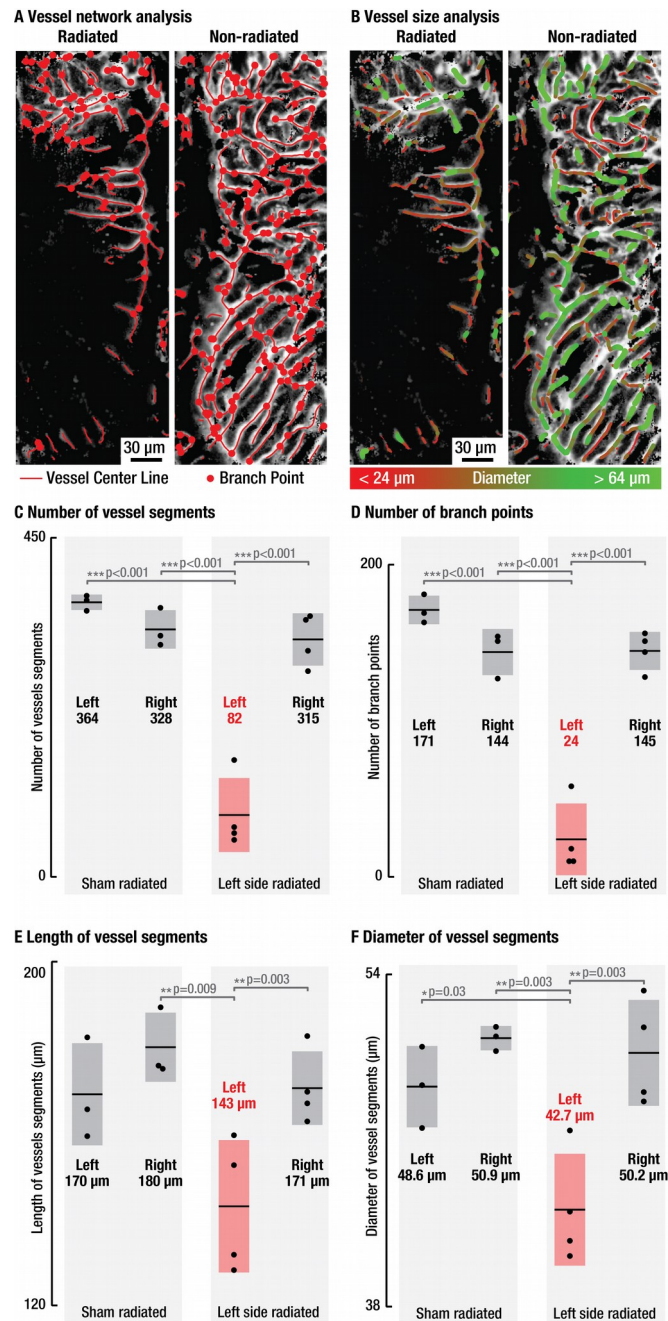 A Vessel network analysis
Radiated Non-radiated
30 µm
Vessel Center Line Branch Point
B Vessel size analysis
Radiated Non-radiated
30 µm
< 24 µm Diameter > 64 µm
C Number of vessel segments
450
***p<0.001
***p<0.001
***p<0.001
Number of vessels segments
Left
364
Right
328
Left
82
Right
315
0
Sham radiated Left side radiated
D Number of branch points
200
***p<0.001
***p<0.001
***p<0.001
Number of branch points
Left
171
Right
144
Left
24
Right
145
0
Sham radiated Left side radiated
E Length of vessel segments
200
**p=0.009
**p=0.003
Length of vessels segments (µm)
Left
170 µm
Right
180 µm
Left
143 µm
Right
171 µm
120
Sham radiated Left side radiated
F Diameter of vessel segments
54
*p=0.03
**p=0.003
**p=0.003
Diameter of vessel segments (µm)
Left
48.6 µm
Right
50.9 µm
Left
42.7 µm
Right
50.2 µm
38
Sham radiated Left side radiated